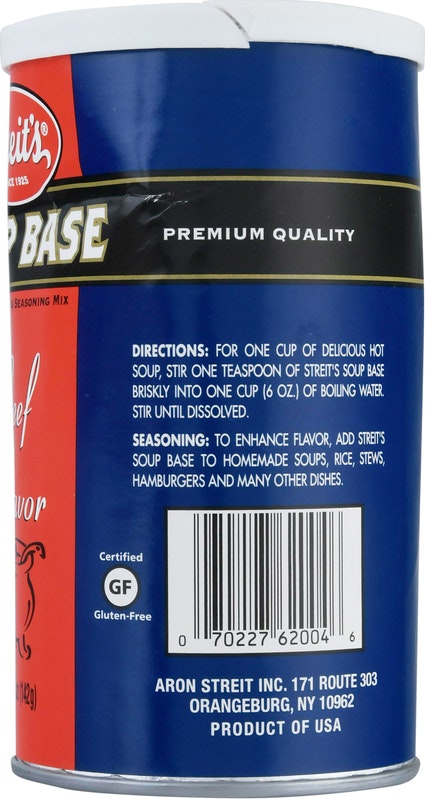 SINCE 1925
BASE
& SEASONING MIX
PREMIUM QUALITY
DIRECTIONS: FOR ONE CUP OF DELICIOUS HOT
SOUP, STIR ONE TEASPOON OF STREIT'S SOUP BASE
BRISKLY INTO ONE CUP (6 OZ.) OF BOILING WATER.
STIR UNTIL DISSOLVED.
SEASONING: TO ENHANCE FLAVOR, ADD STREIT'S
SOUP BASE TO HOMEMADE SOUPS, RICE, STEWS,
HAMBURGERS AND MANY OTHER DISHES.
Certified
GF
Gluten-Free
0 70227 62004 6
ARON STREIT INC. 171 ROUTE 303
ORANGEBURG, NY 10962
PRODUCT OF USA
(142g)